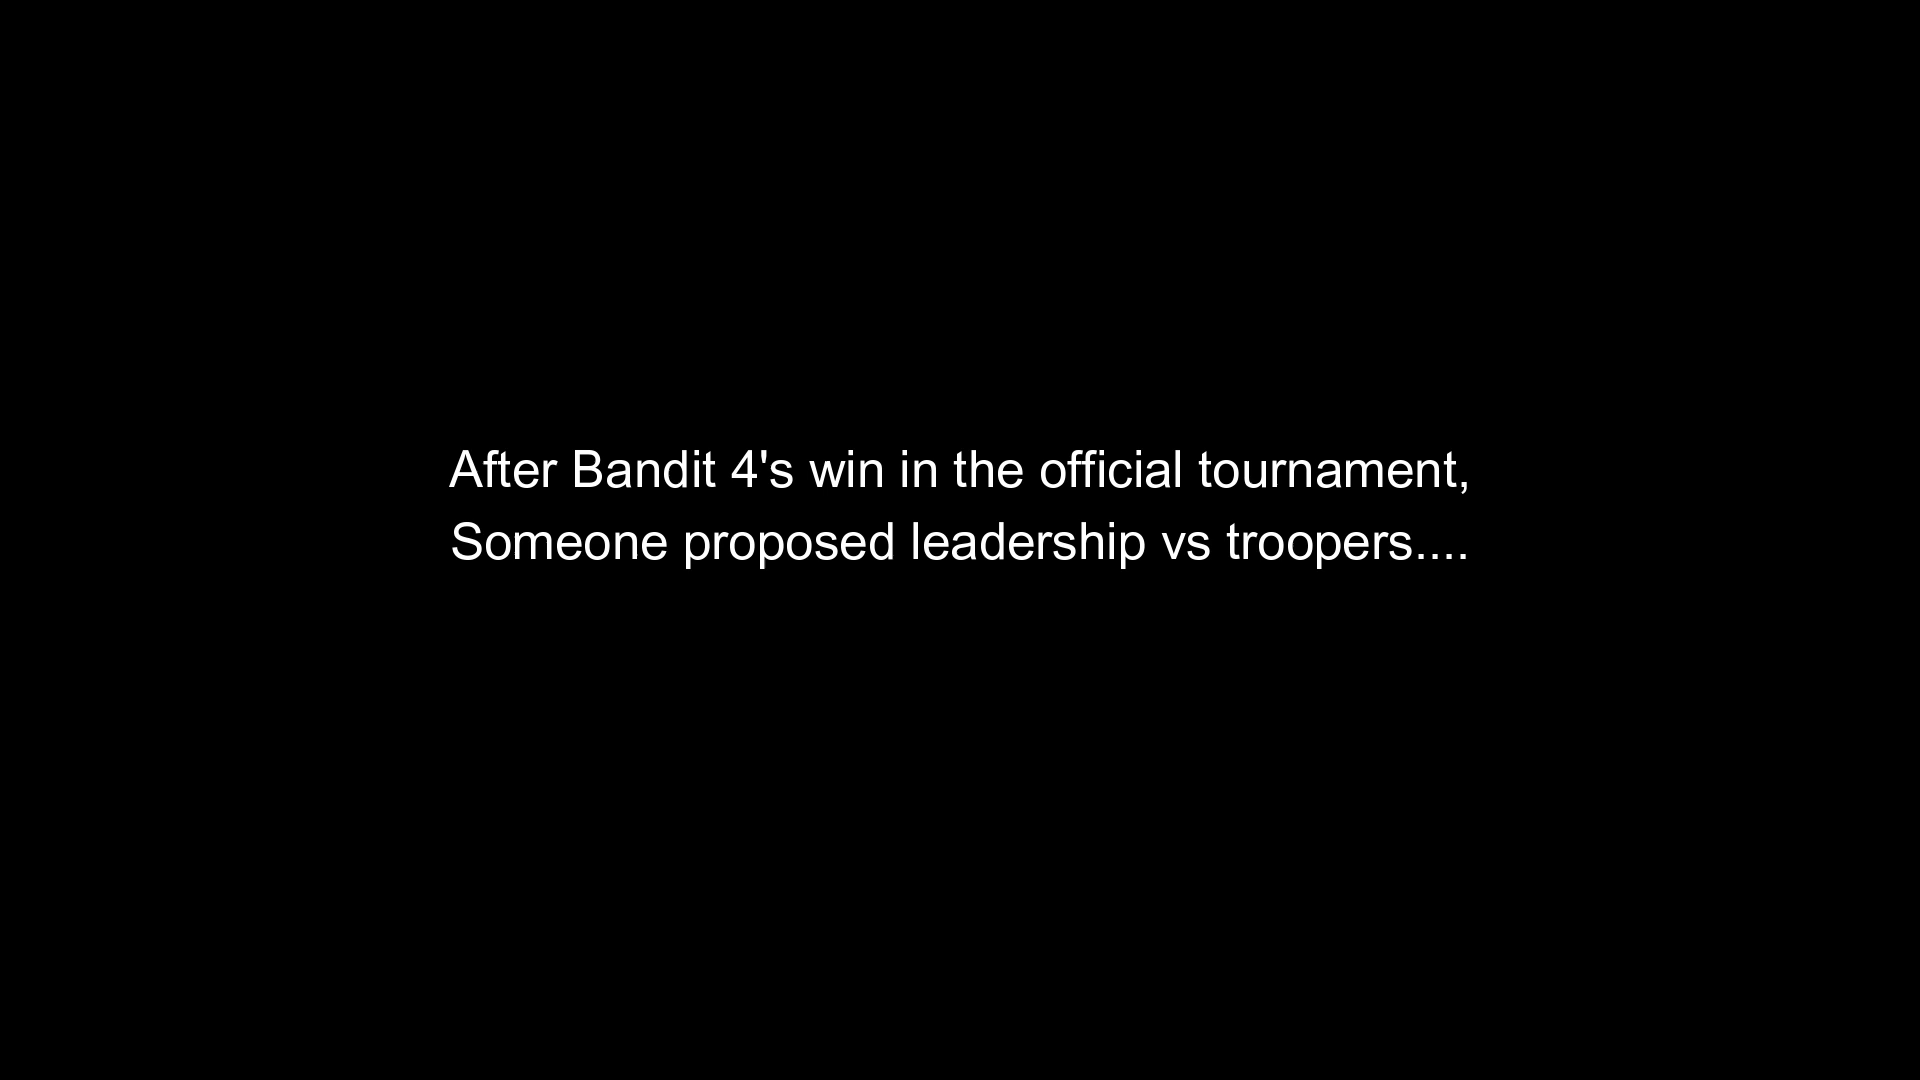 After Bandit 4's win in the official tournament,
Someone proposed leadership vs troopers....